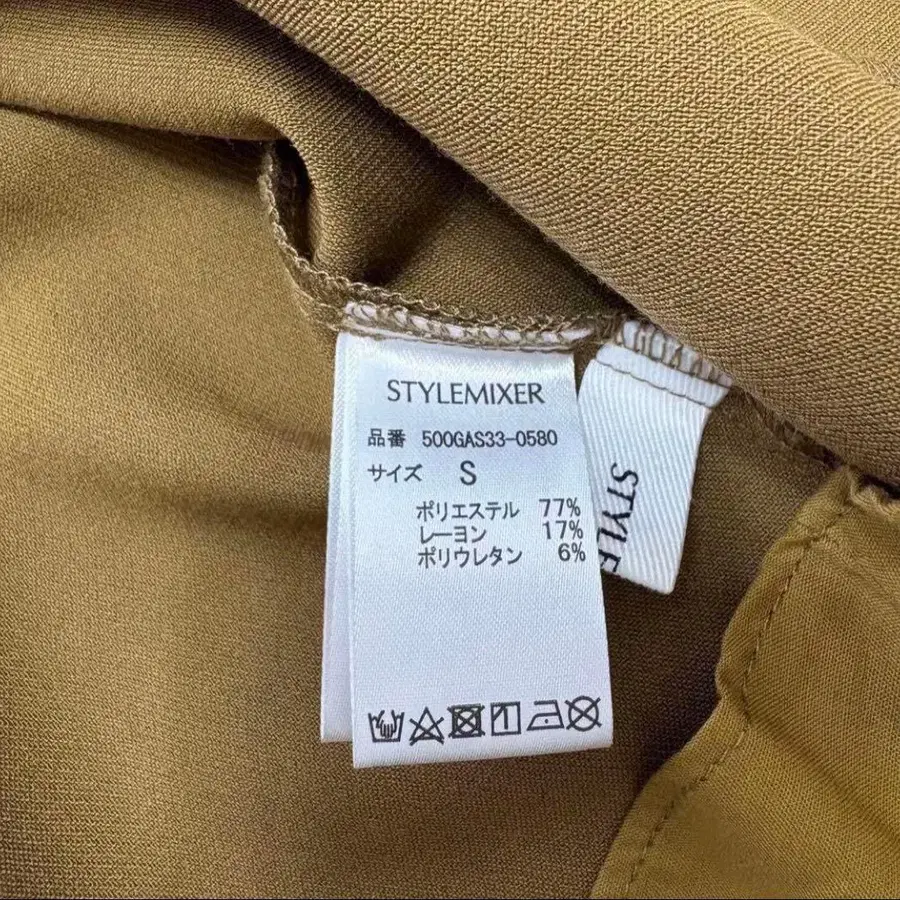 STYLEMIXER
品番 500GAS33-0580
サイズ S
ポリエステル 77%
レーヨン 17%
ポリウレタン 6%
STYLE